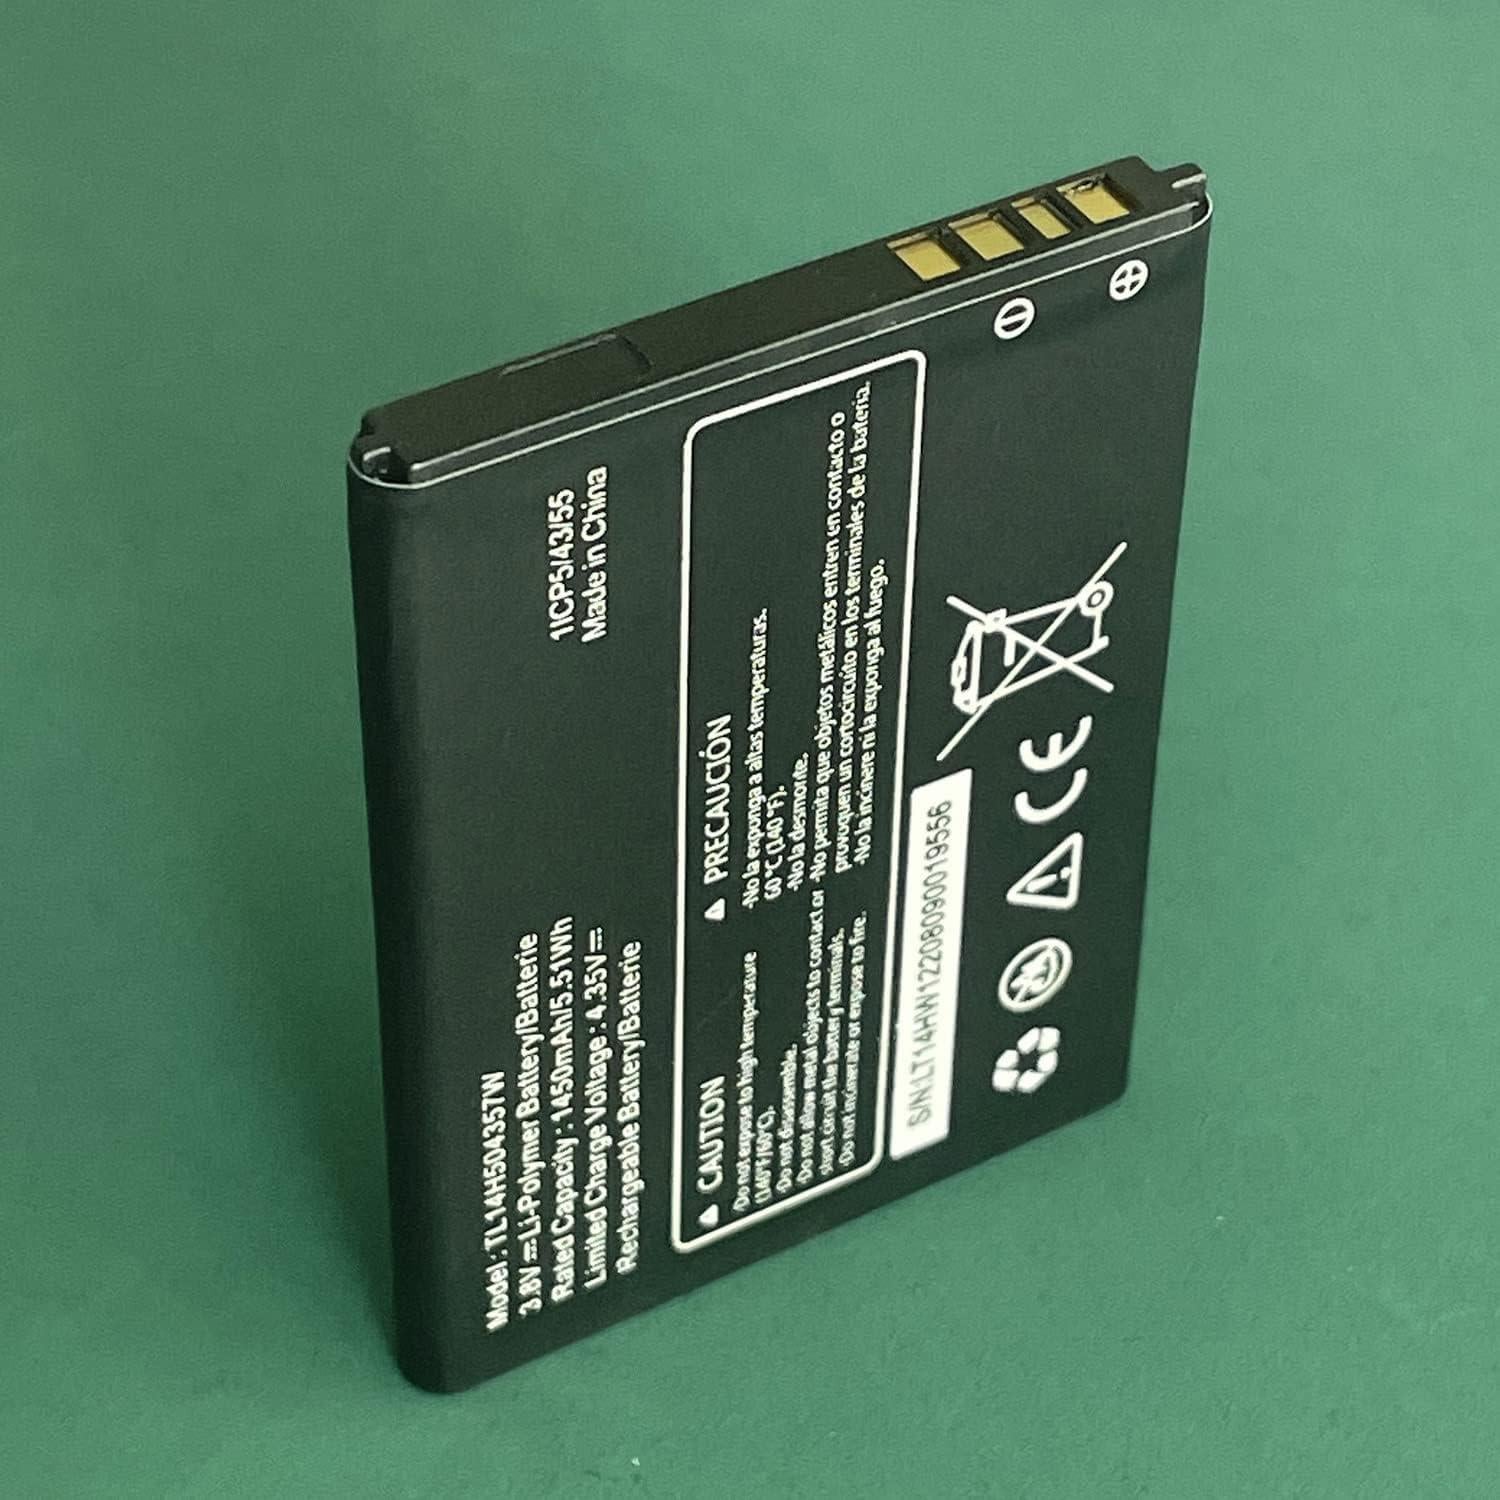 Model : TL14H504357W
3.8V⎓Li-Polymer Battery/Batterie
Rated Capacity : 1450mAh/5.51Wh
Limited Charge Voltage : 4.35V⎓
Rechargeable Battery/Batterie
1ICP5/43/55
Made in China
CAUTION
·Do not expose to high temperature
(140°F/60°C).
·Do not disassemble.
·Do not allow metal objects to contact or
short circuit the battery terminals.
·Do not incinerate or expose to fire.
PRECAUCIÓN
·No la exponga a altas temperaturas.
60°C (140 °F).
·No la desmonte.
·No permita que objetos metálicos entren en contacto o
provoquen un cortocircuito en los terminales de la batería.
·No la incinere ni la exponga al fuego.
S/N:LT14HW12208090019556
CE